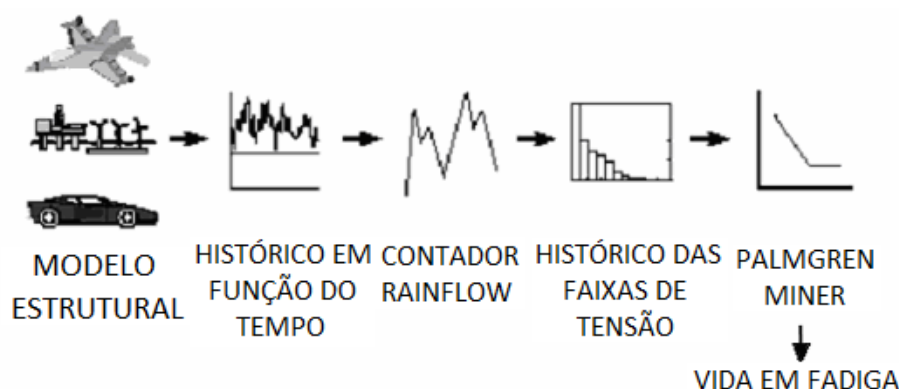 MODELO
ESTRUTURAL
HISTÓRICO EM
FUNÇÃO DO
TEMPO
CONTADOR
RAINFLOW
HISTÓRICO DAS
FAIXAS DE
TENSÃO
PALMGREN
MINER
VIDA EM FADIGA